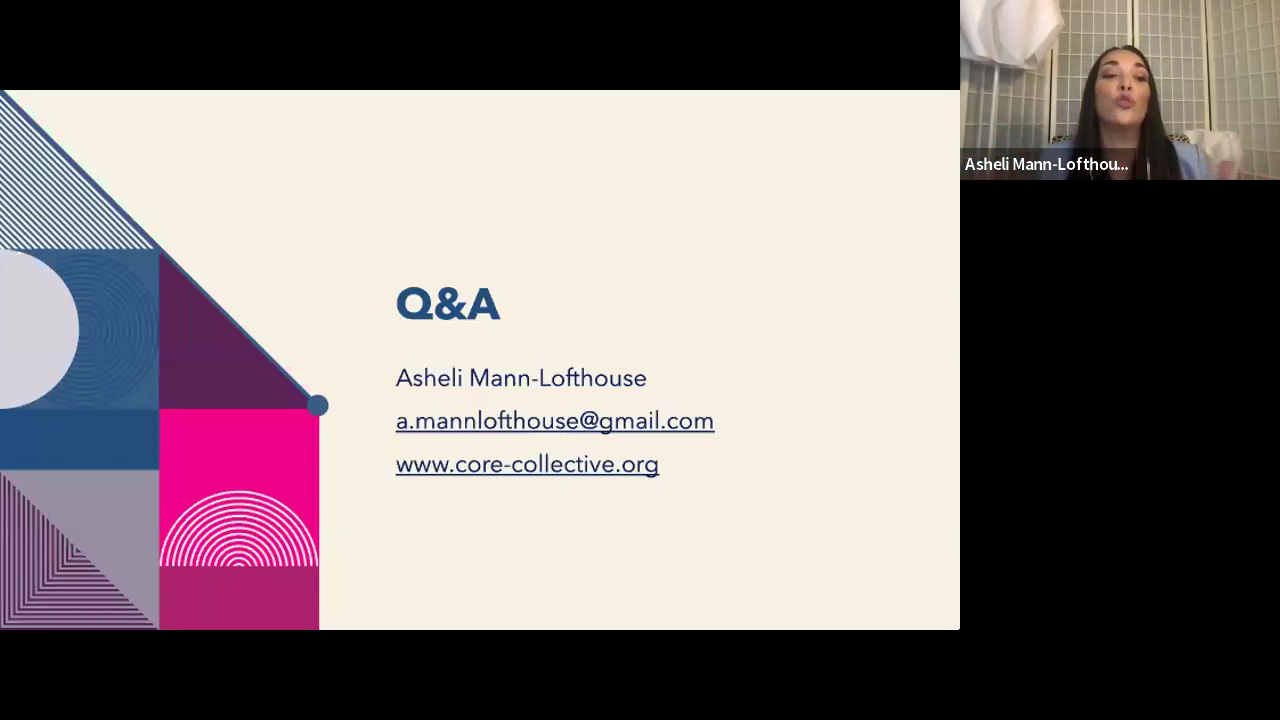 Q&A
Asheli Mann-Lofthouse
a.mannlofthouse@gmail.com
www.core-collective.org
Asheli Mann-Lofthou...